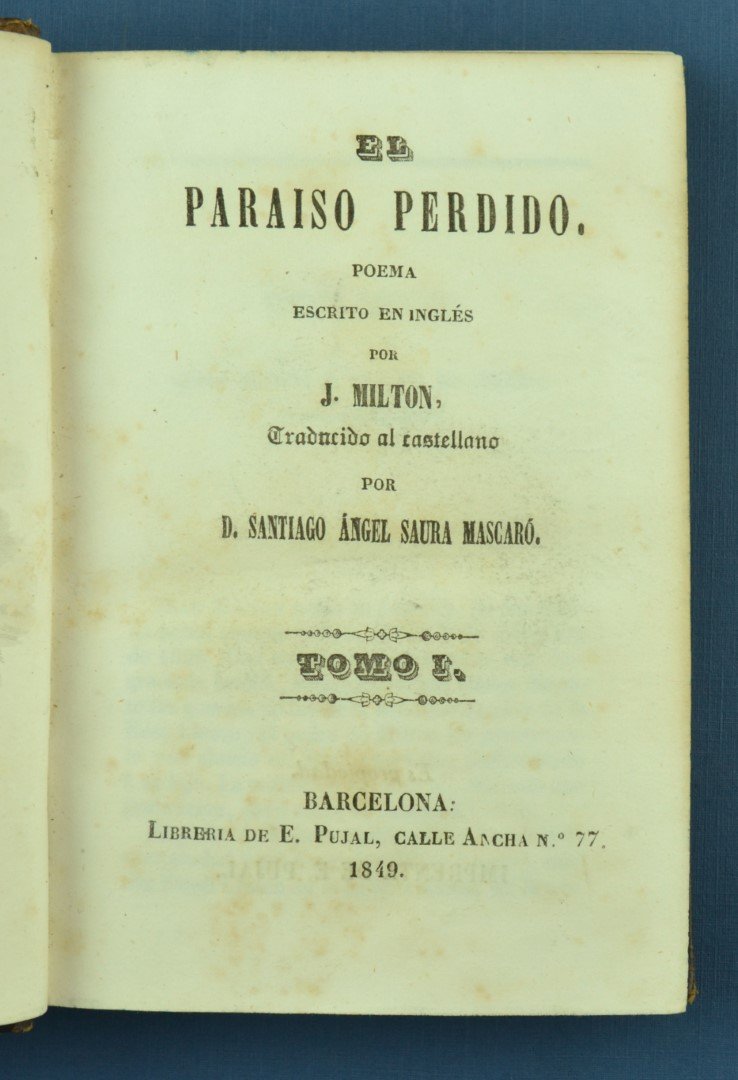 EL
PARAISO PERDIDO.
POEMA
ESCRITO EN INGLÉS
POR
J. MILTON,
Traducido al castellano
POR
D. SANTIAGO ÁNGEL SAURA MASCARÓ.
TOMO I.
BARCELONA:
LIBRERIA DE E. PUJAL, CALLE ANCHA N.º 77.
1849.